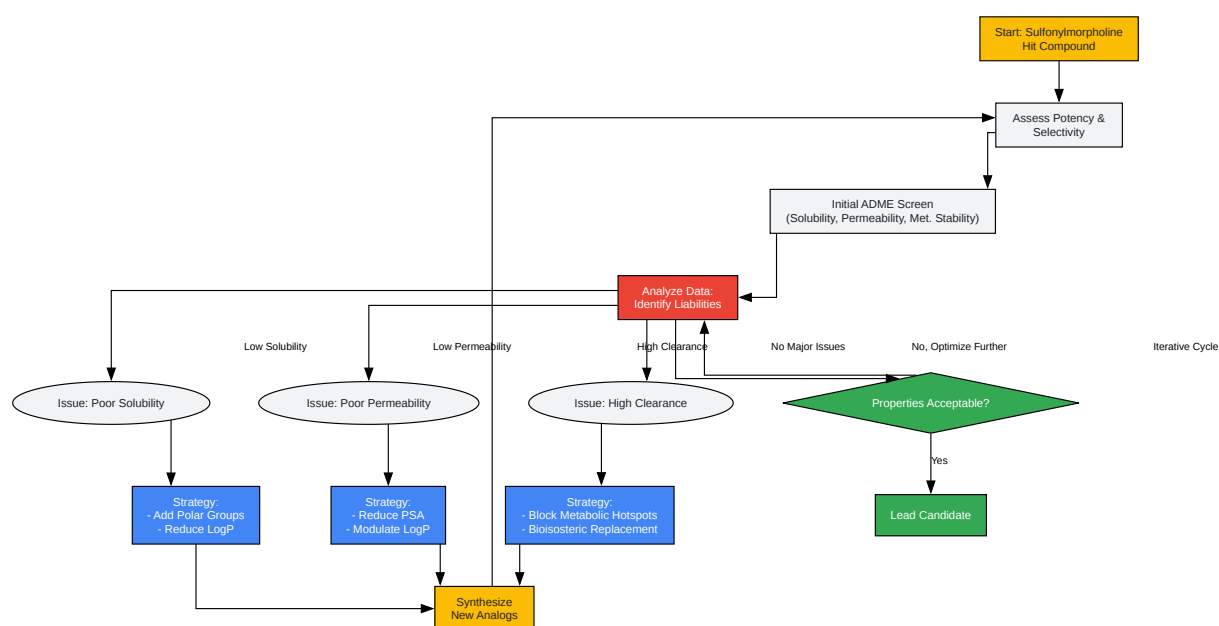 Start: Sulfonylmorpholine
Hit Compound
Assess Potency &
Selectivity
Initial ADME Screen
(Solubility, Permeability, Met. Stability)
Analyze Data:
Identify Liabilities
Low Solubility
Low Permeability
High Clearance
No Major Issues
No, Optimize Further
Iterative Cycle
Issue: Poor Solubility
Issue: Poor Permeability
Issue: High Clearance
Properties Acceptable?
Yes
Strategy:
- Add Polar Groups
- Reduce LogP
Strategy:
- Reduce PSA
- Modulate LogP
Strategy:
- Block Metabolic Hotspots
- Bioisosteric Replacement
Lead Candidate
Synthesize
New Analogs